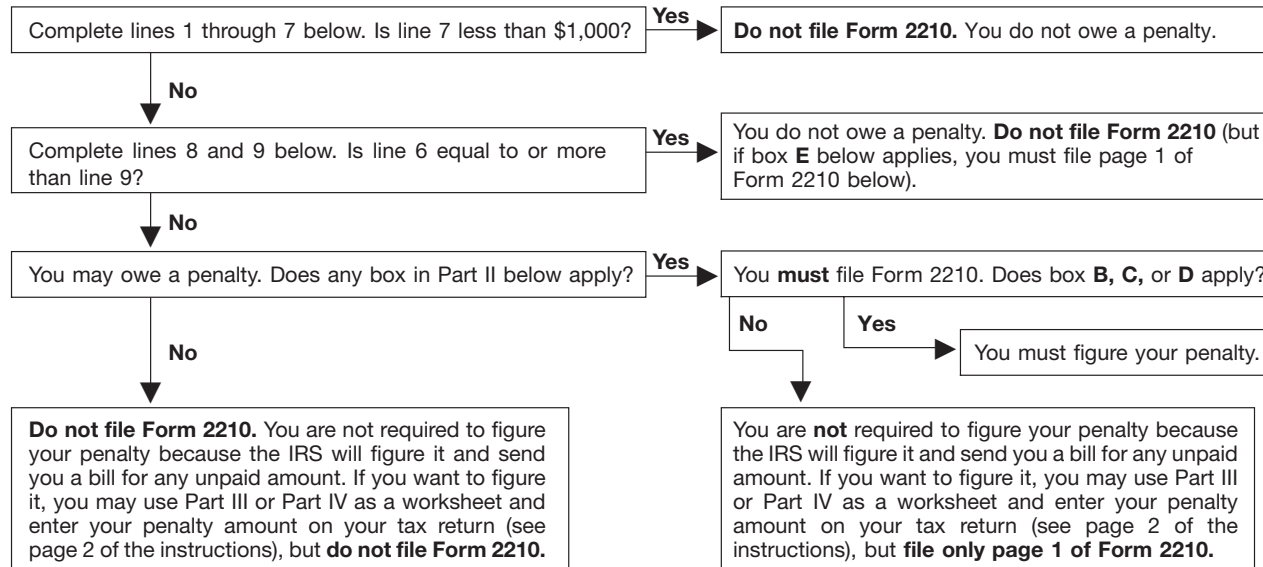 Complete lines 1 through 7 below. Is line 7 less than $1,000?
Yes
Do not file Form 2210. You do not owe a penalty.
No
Complete lines 8 and 9 below. Is line 6 equal to or more
than line 9?
Yes
You do not owe a penalty. Do not file Form 2210 (but
if box E below applies, you must file page 1 of
Form 2210 below).
No
You may owe a penalty. Does any box in Part II below apply?
Yes
You must file Form 2210. Does box B, C, or D apply?
No
Yes
You must figure your penalty.
No
Do not file Form 2210. You are not required to figure
your penalty because the IRS will figure it and send
you a bill for any unpaid amount. If you want to figure
it, you may use Part III or Part IV as a worksheet and
enter your penalty amount on your tax return (see
page 2 of the instructions), but do not file Form 2210.
You are not required to figure your penalty because
the IRS will figure it and send you a bill for any unpaid
amount. If you want to figure it, you may use Part III
or Part IV as a worksheet and enter your penalty
amount on your tax return (see page 2 of the
instructions), but file only page 1 of Form 2210.